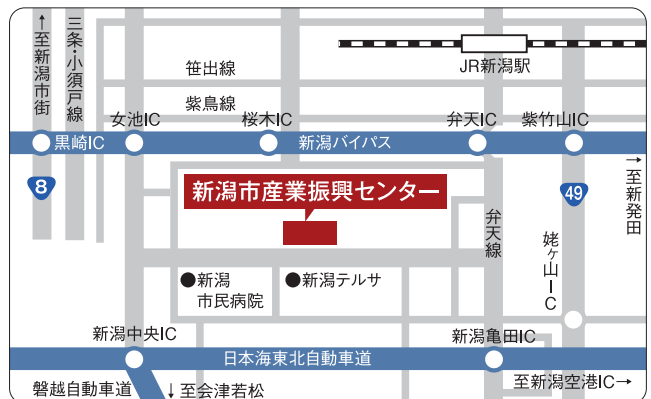 ↑至新潟市街
三条・小須戸線
笹出線
JR新潟駅
紫鳥線
女池IC
桜木IC
弁天IC
紫竹山IC
黒崎IC
新潟バイパス
8
新潟市産業振興センター
49
→至新発田
弁天線
姥ヶ山IC
●新潟
市民病院
●新潟テルサ
新潟中央IC
新潟亀田IC
日本海東北自動車道
磐越自動車道
↓至会津若松
至新潟空港IC→